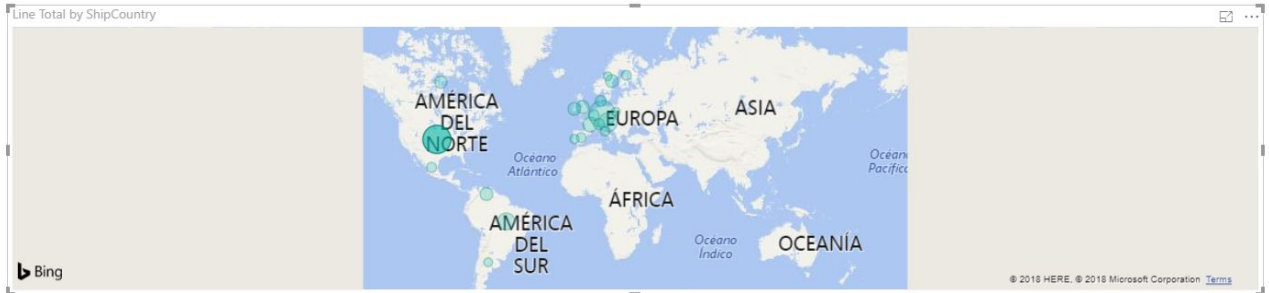 Line Total by ShipCountry
AMÉRICA
DEL
NORTE
EUROPA
ASIA
Océano
Atlántico
Océano
Pacífico
ÁFRICA
AMÉRICA
DEL
SUR
Océano
Índico
OCEANÍA
Bing
© 2018 HERE, © 2018 Microsoft Corporation Terms